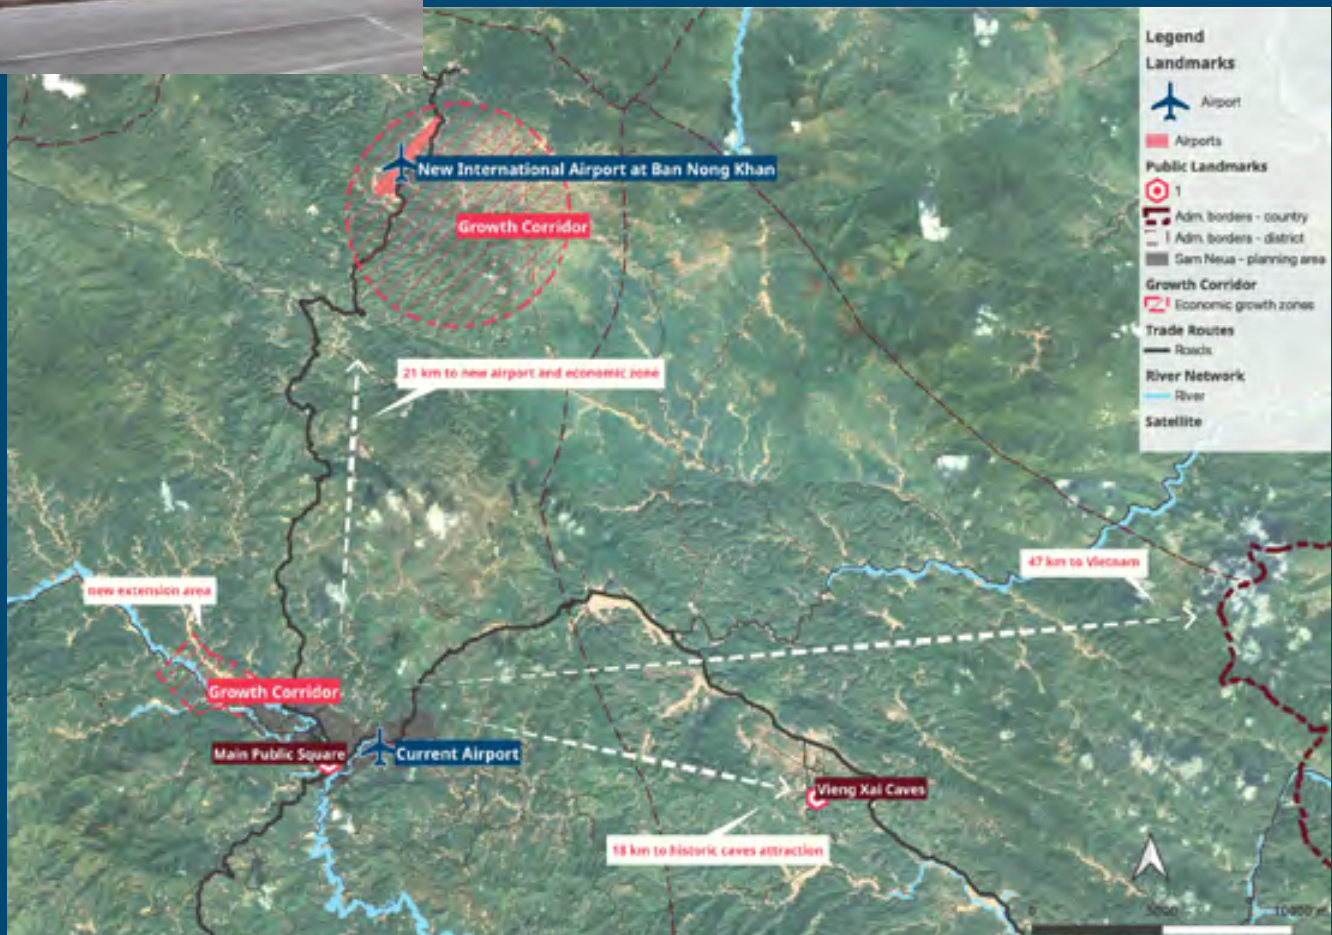 Legend
Landmarks
Airport
Airports
Public Landmarks
1
Adm. borders - country
Adm. borders - district
Sam Neua - planning area
Growth Corridor
Economic growth zones
Trade Routes
Roads
River Network
River
Satellite
New International Airport at Ban Nong Khan
Growth Corridor
21 km to new airport and economic zone
47 km to Vietnam
new extension area
Growth Corridor
Main Public Square
Current Airport
Vieng Xai Caves
18 km to historic caves attraction
0 5000 10000 m